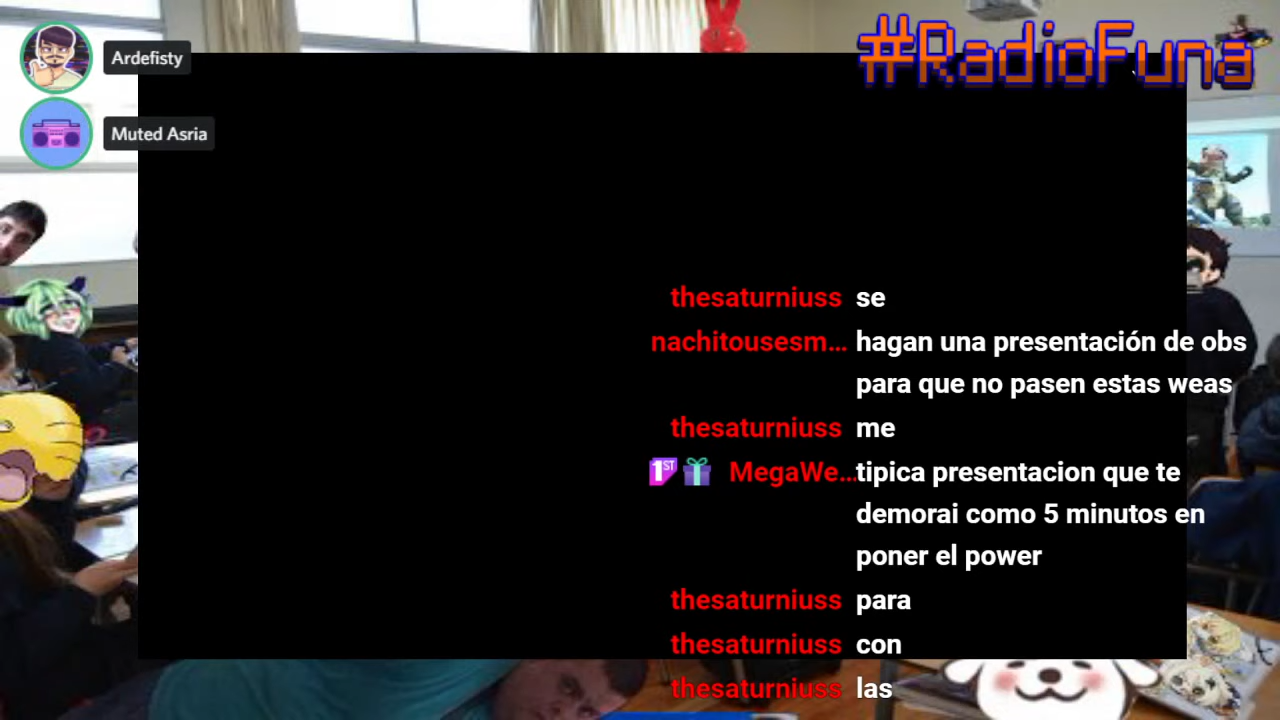 Ardefisty
#RadioFuna
Muted Asria
thesaturniuss se
nachitousesm... hagan una presentación de obs
para que no pasen estas weas
thesaturniuss me
1ST MegaWe... tipica presentacion que te
demorai como 5 minutos en
poner el power
thesaturniuss para
thesaturniuss con
thesaturniuss las